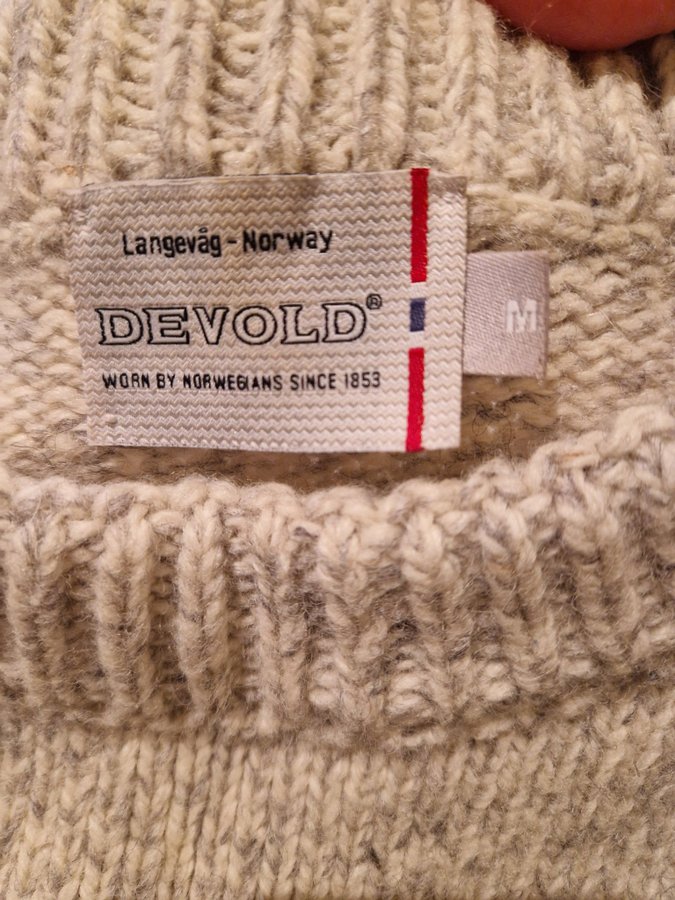 Langevåg - Norway
DEVOLD®
WORN BY NORWEGIANS SINCE 1853
M